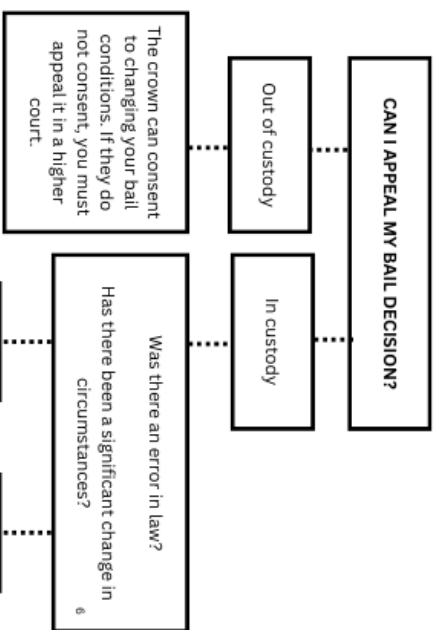 CAN I APPEAL MY BAIL DECISION?
Out of custody
In custody
The crown can consent
to changing your bail
conditions. If they do
not consent, you must
appeal it in a higher
court.
Was there an error in law?
Has there been a significant change in
circumstances?
6